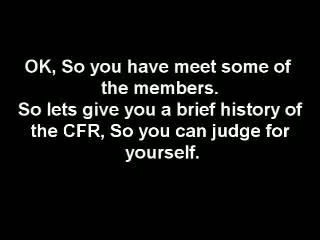 OK, So you have meet some of
the members.
So lets give you a brief history of
the CFR, So you can judge for
yourself.